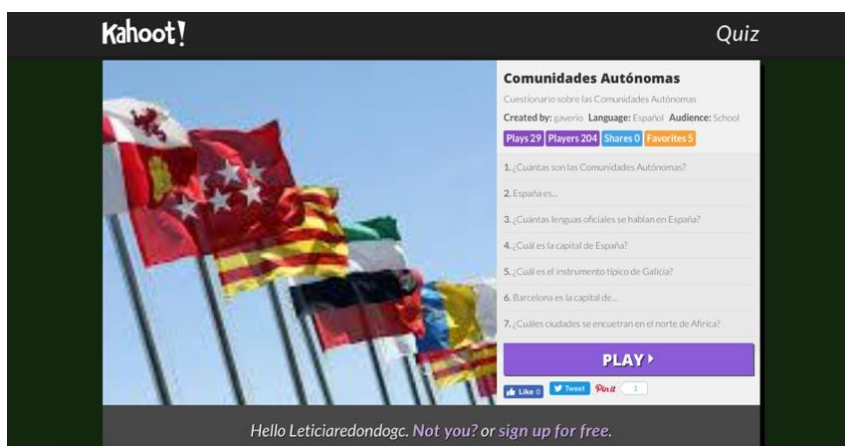 Kahoot!
Quiz
Comunidades Autónomas
Cuestionario sobre las Comunidades Autónomas
Created by: gaverio Language: Español Audience: School
Plays 29 Players 204 Shares 0 Favorites 5
1. ¿Cuántas son las Comunidades Autónomas?
2. España es...
3. ¿Cuántas lenguas oficiales se hablan en España?
4. ¿Cuál es la capital de España?
5. ¿Cuál es el instrumento típico de Galicia?
6. Barcelona es la capital de...
7. ¿Cuáles ciudades se encuetran en el norte de Africa?
PLAY
Like 0 Tweet Pin it 1
Hello Leticiaredondogc. Not you? or sign up for free.